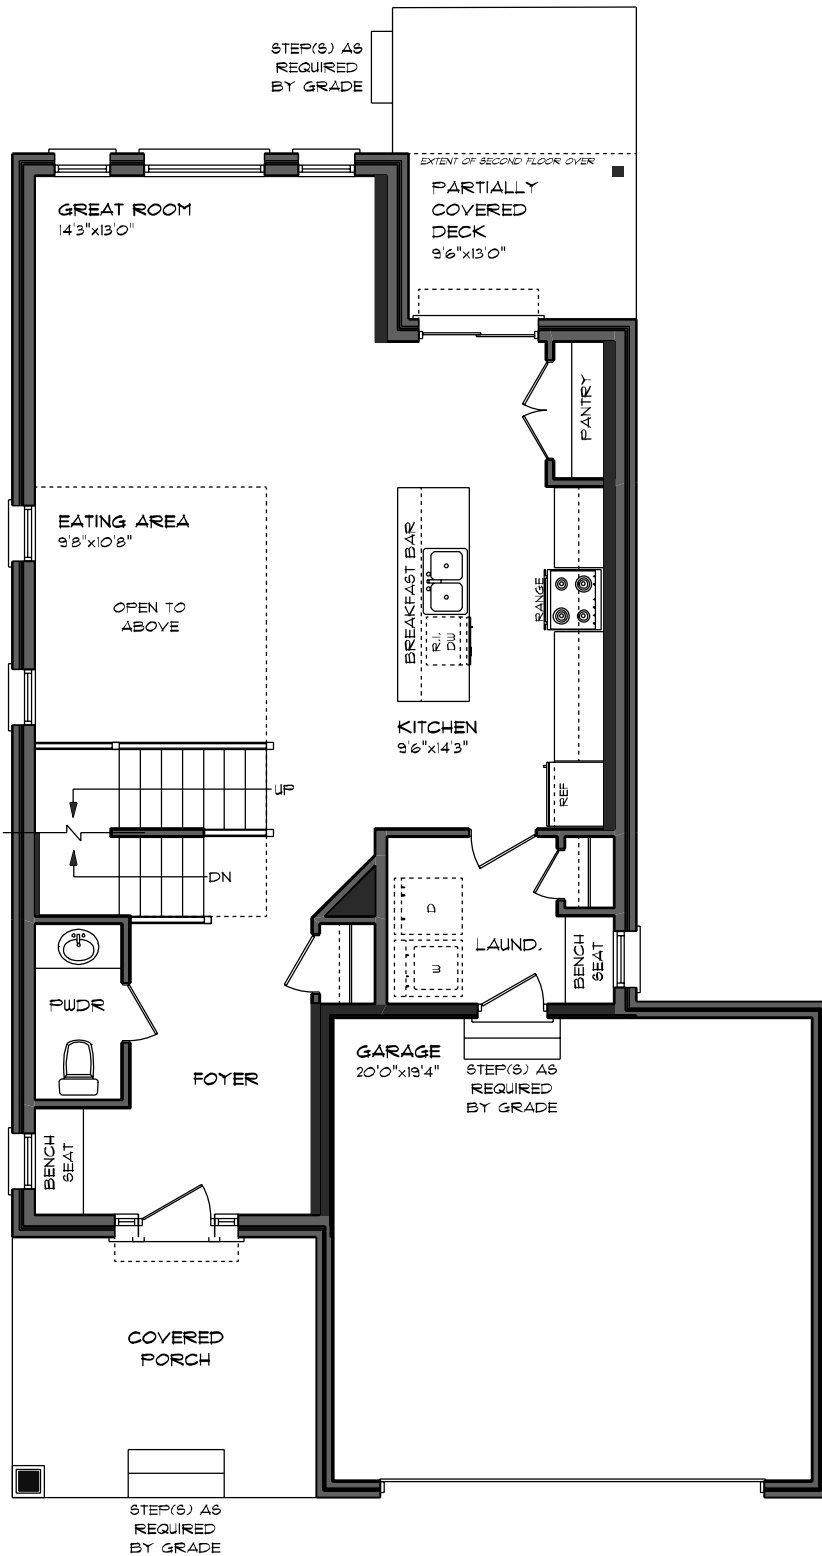 STEP(S) AS
REQUIRED
BY GRADE
EXTENT OF SECOND FLOOR OVER
PARTIALLY
COVERED
DECK
9'6"x13'0"
GREAT ROOM
14'3"x13'0"
PANTRY
EATING AREA
9'8"x10'8"
OPEN TO
ABOVE
BREAKFAST BAR
R.I.
DW
RANGE
KITCHEN
9'6"x14'3"
REF
UP
DN
D
W
LAUND.
BENCH
SEAT
PWDR
FOYER
GARAGE
20'0"x19'4"
STEP(S) AS
REQUIRED
BY GRADE
BENCH
SEAT
COVERED
PORCH
STEP(S) AS
REQUIRED
BY GRADE